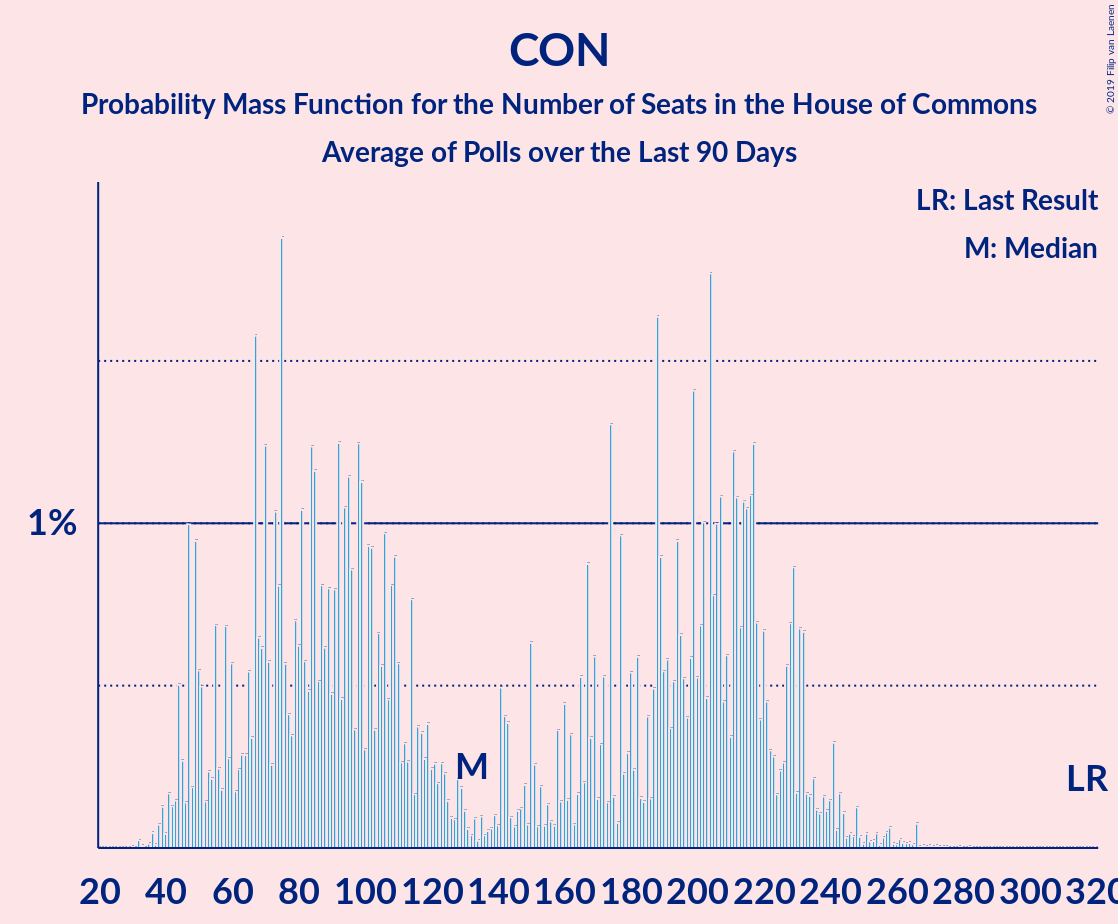 CON
Probability Mass Function for the Number of Seats in the House of Commons
Average of Polls over the Last 90 Days
© 2019 Filip van Laenen
LR: Last Result
M: Median
1%
M
LR
20 40 60 80 100 120 140 160 180 200 220 240 260 280 300 320